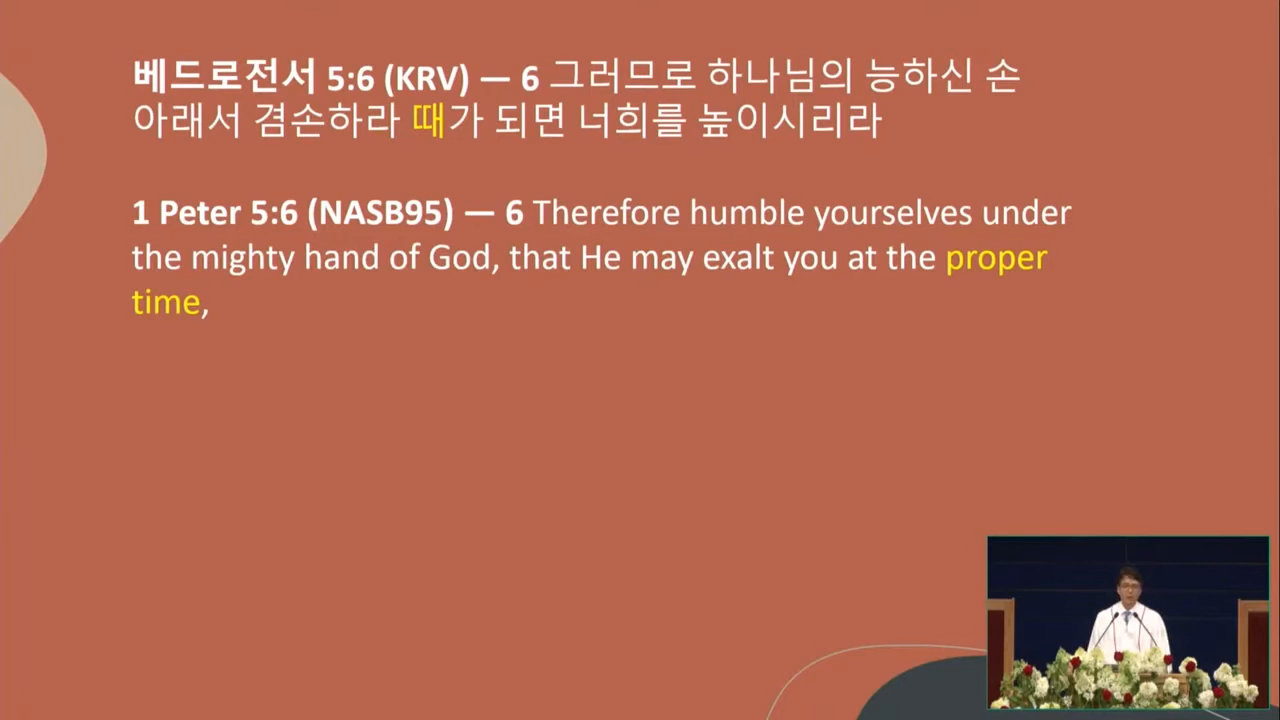 베드로전서 5:6 (KRV) — 6 그러므로 하나님의 능하신 손
아래서 겸손하라 때가 되면 너희를 높이시리라
1 Peter 5:6 (NASB95) — 6 Therefore humble yourselves under
the mighty hand of God, that He may exalt you at the proper
time,